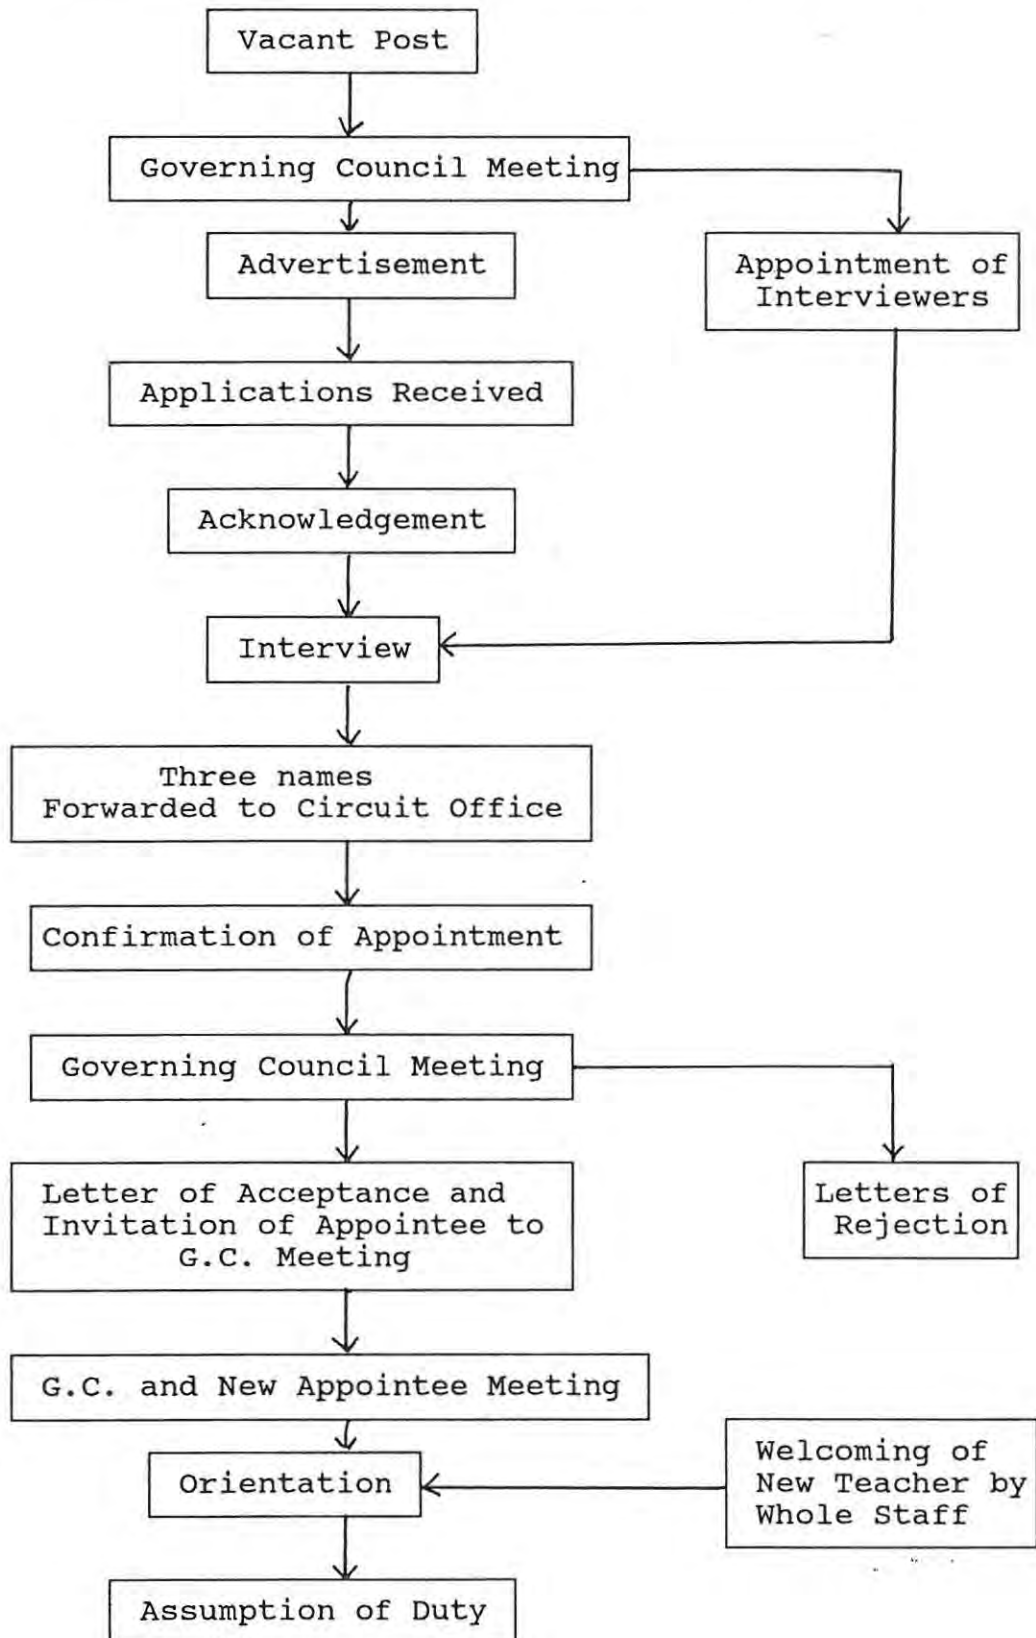 Vacant Post
Governing Council Meeting
Advertisement
Appointment of
Interviewers
Applications Received
Acknowledgement
Interview
Three names
Forwarded to Circuit Office
Confirmation of Appointment
Governing Council Meeting
Letter of Acceptance and
Invitation of Appointee to
G.C. Meeting
Letters of
Rejection
G.C. and New Appointee Meeting
Welcoming of
New Teacher by
Whole Staff
Orientation
Assumption of Duty